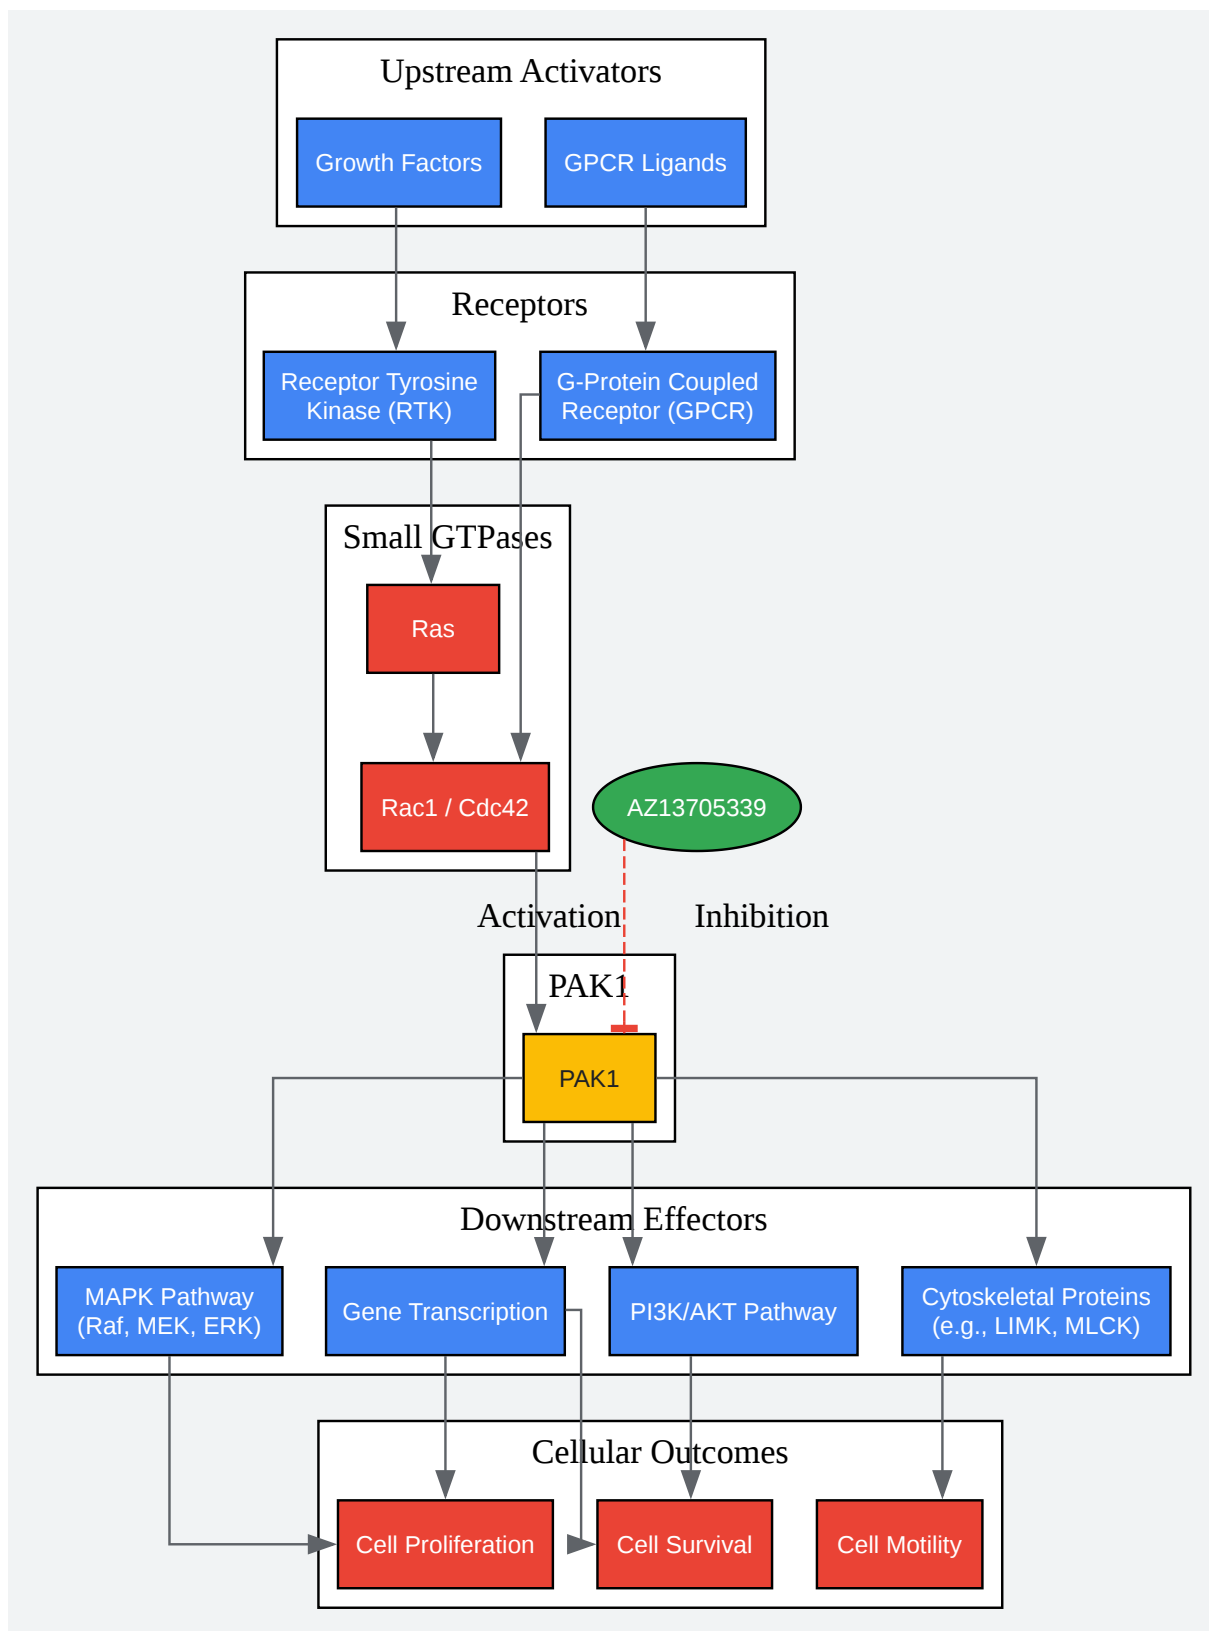 Upstream Activators
Growth Factors
GPCR Ligands
Receptors
Receptor Tyrosine
Kinase (RTK)
G-Protein Coupled
Receptor (GPCR)
Small GTPases
Ras
Rac1 / Cdc42
AZ13705339
Activation
Inhibition
PAK1
PAK1
Downstream Effectors
MAPK Pathway
(Raf, MEK, ERK)
Gene Transcription
PI3K/AKT Pathway
Cytoskeletal Proteins
(e.g., LIMK, MLCK)
Cellular Outcomes
Cell Proliferation
Cell Survival
Cell Motility